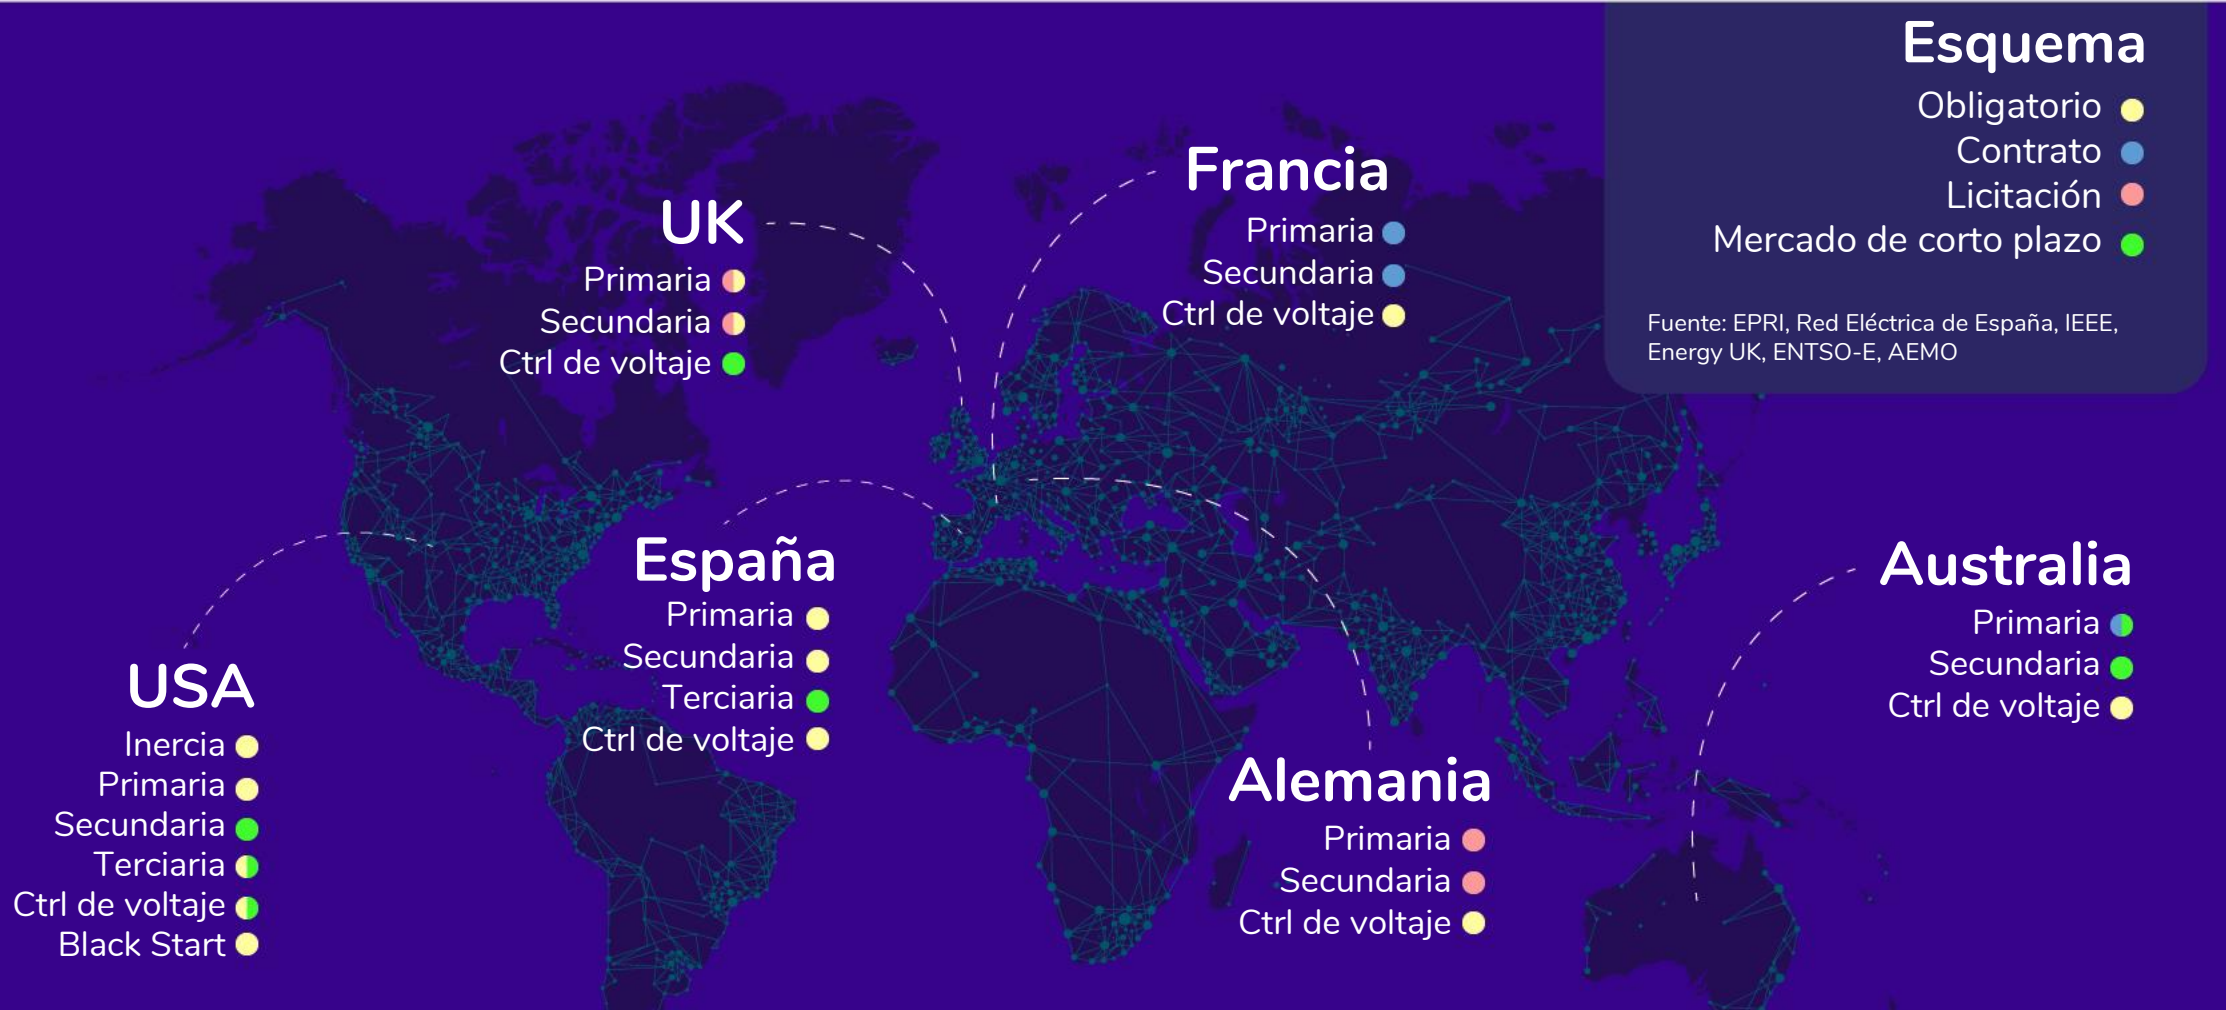 Esquema
Obligatorio
Contrato
Licitación
Mercado de corto plazo
Fuente: EPRI, Red Eléctrica de España, IEEE,
Energy UK, ENTSO-E, AEMO
Francia
Primaria
Secundaria
Ctrl de voltaje
UK
Primaria
Secundaria
Ctrl de voltaje
España
Primaria
Secundaria
Terciaria
Ctrl de voltaje
Australia
Primaria
Secundaria
Ctrl de voltaje
USA
Inercia
Primaria
Secundaria
Terciaria
Ctrl de voltaje
Black Start
Alemania
Primaria
Secundaria
Ctrl de voltaje